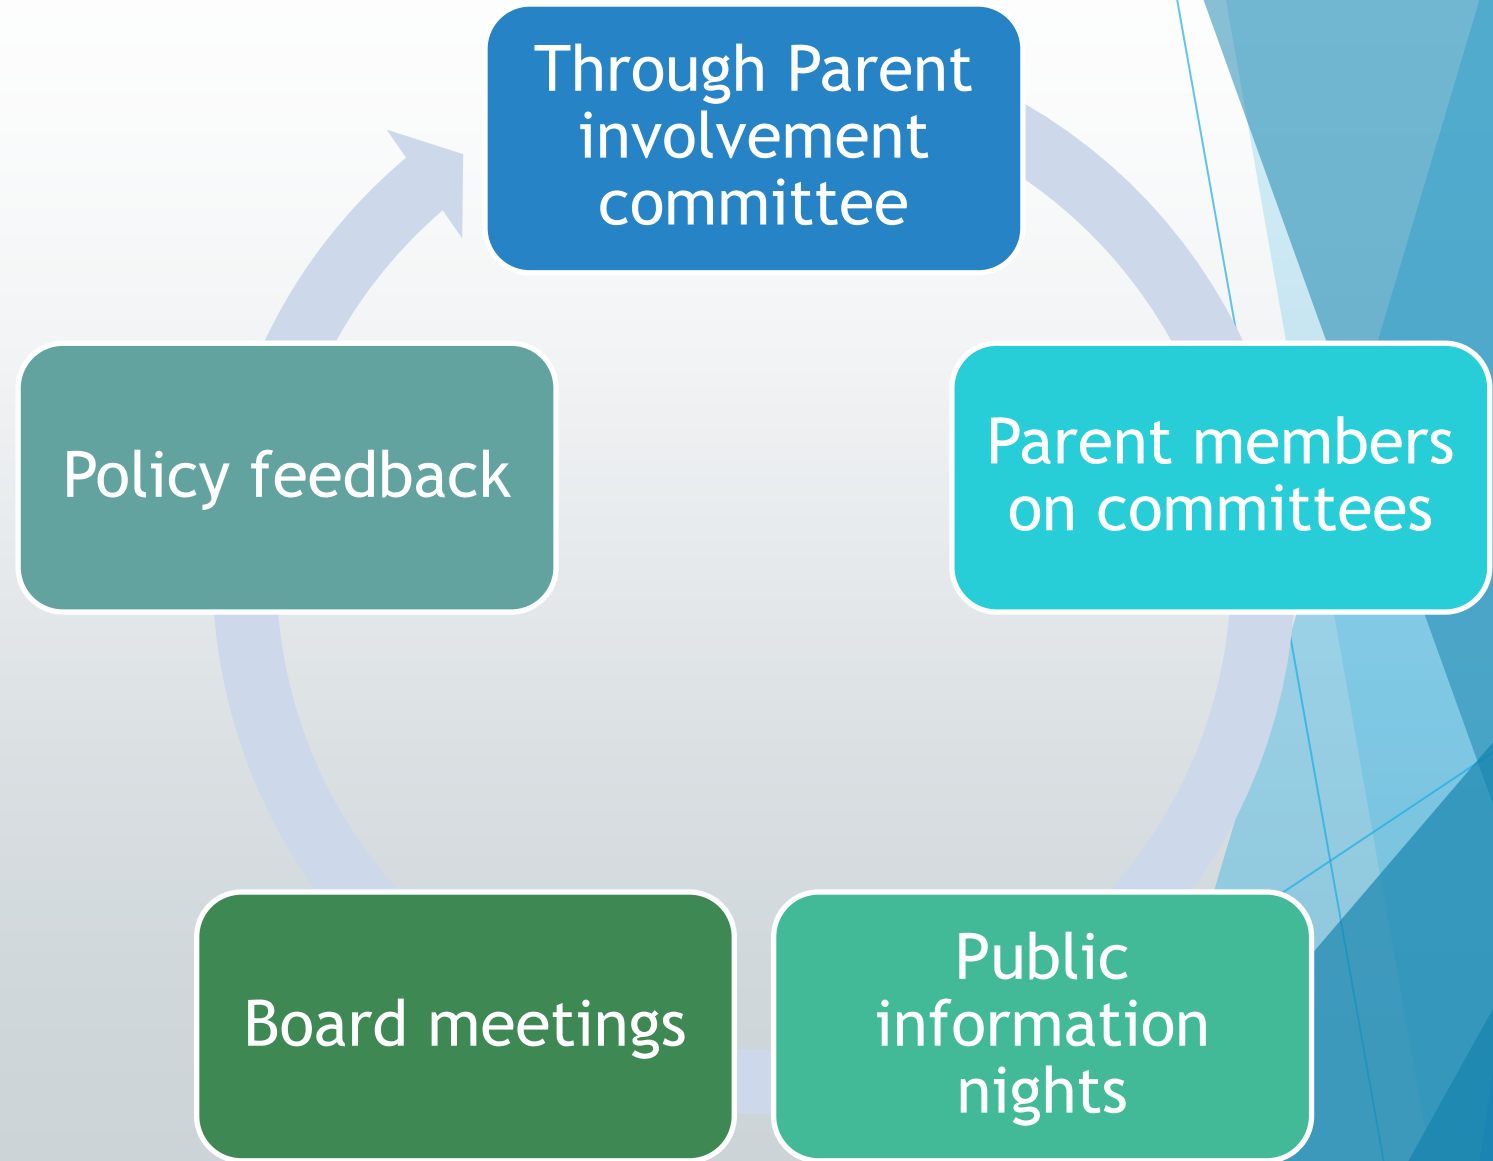 Through Parent
involvement
committee
Parent members
on committees
Public
information
nights
Board meetings
Policy feedback